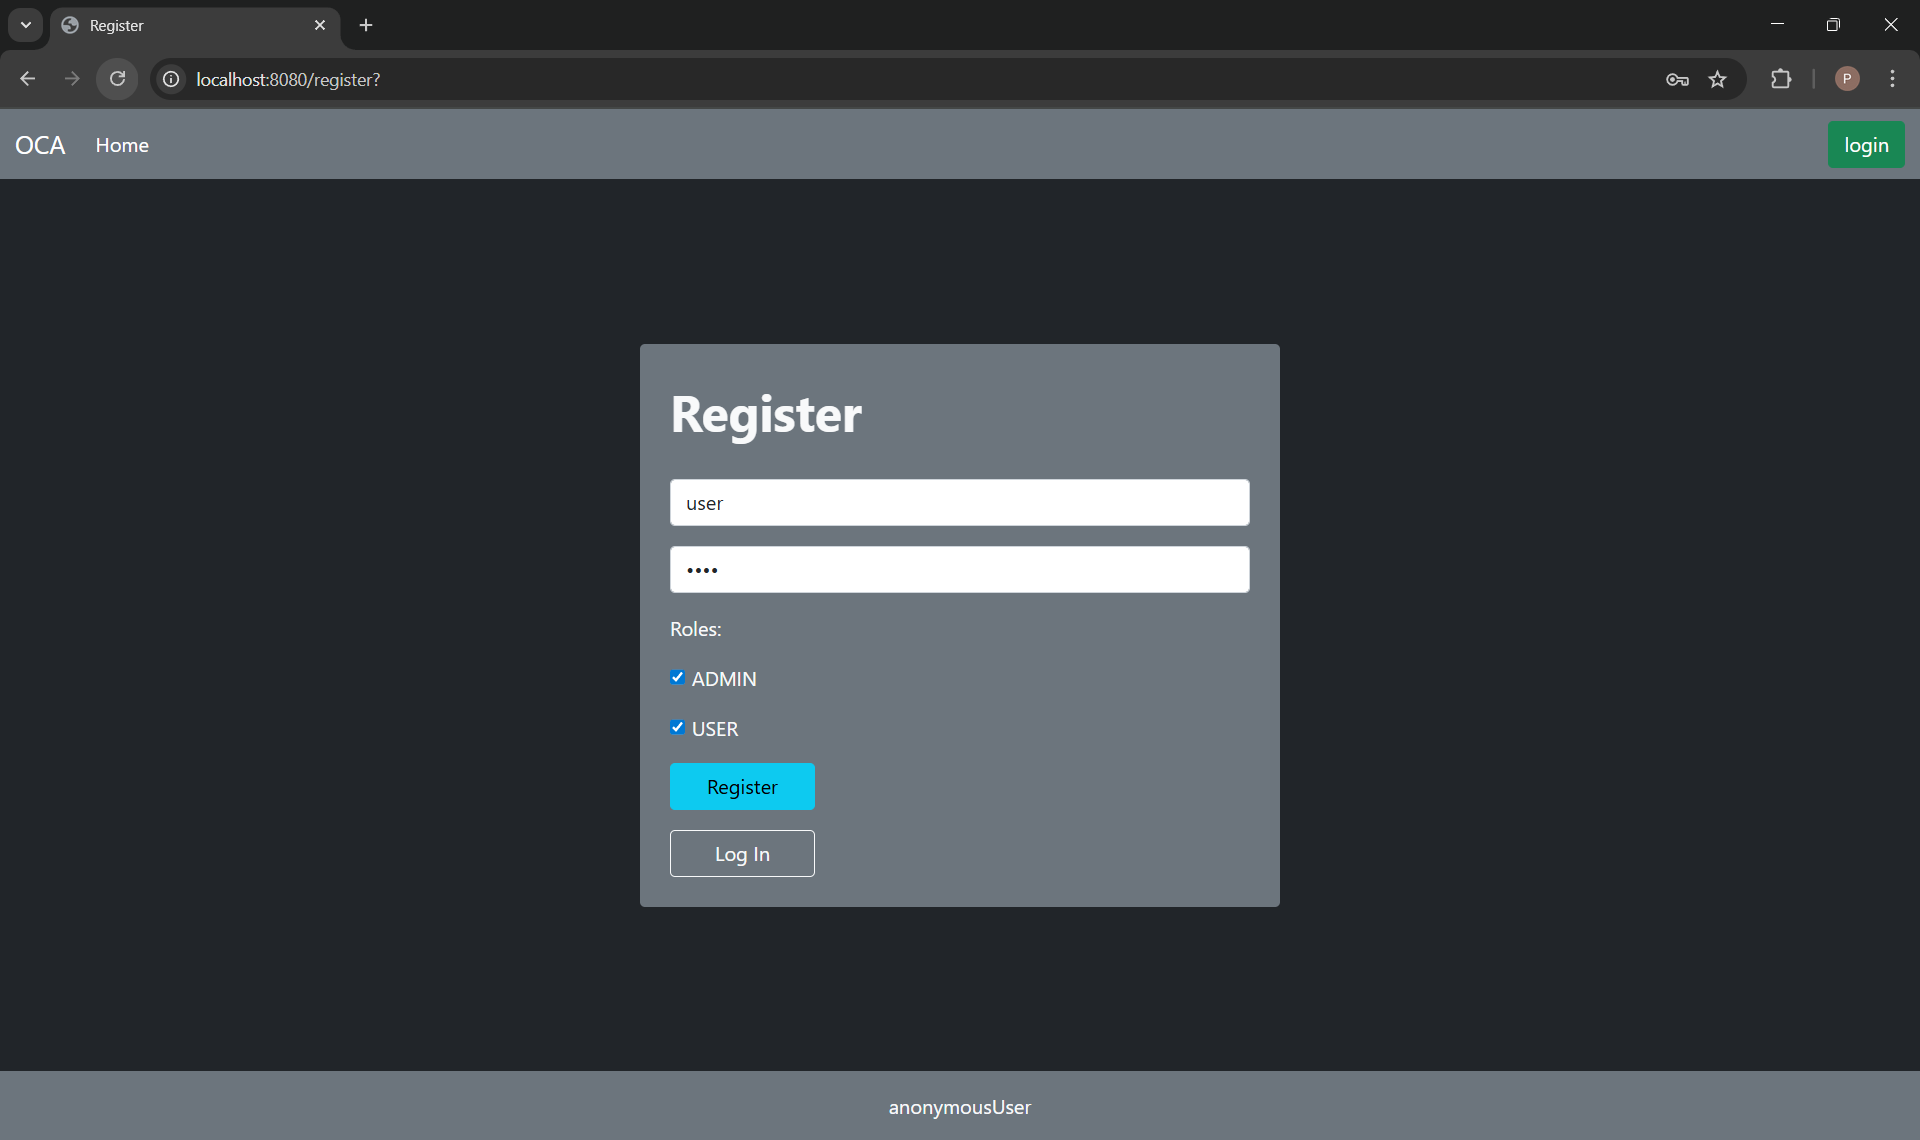 Register
localhost:8080/register?
P
OCA Home login
Register
user
••••
Roles:
ADMIN
USER
Register
Log In
anonymousUser